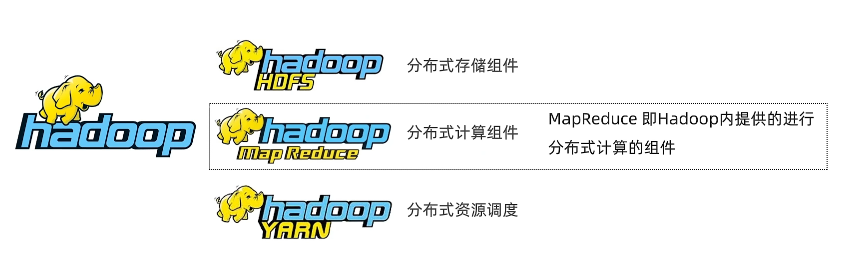 hadoop
hadoop
HDFS
分布式存储组件
hadoop
Map Reduce
分布式计算组件
MapReduce 即Hadoop内提供的进行
分布式计算的组件
hadoop
YARN
分布式资源调度